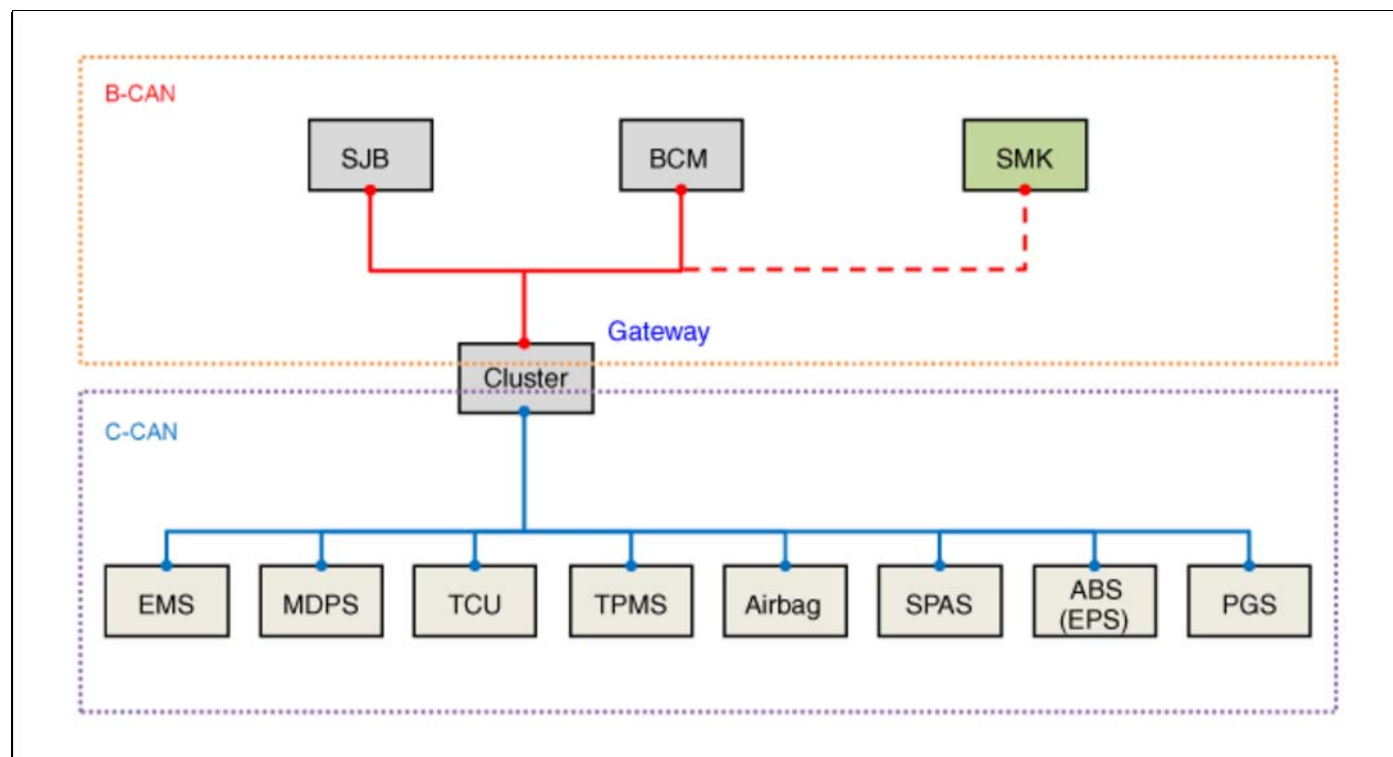 B-CAN
SJB
BCM
SMK
Gateway
Cluster
C-CAN
EMS
MDPS
TCU
TPMS
Airbag
SPAS
ABS
(EPS)
PGS